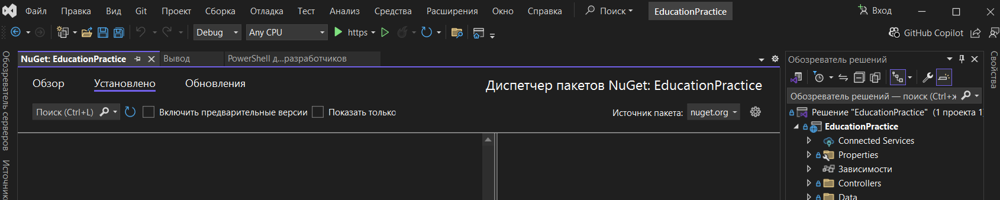 Файл Правка Вид Git Проект Сборка Отладка Тест Анализ Средства Расширения Окно Справка Поиск EducationPractice Вход
Debug Any CPU https GitHub Copilot
NuGet: EducationPractice Вывод PowerShell д...разработчиков
Обзор Установлено Обновления Диспетчер пакетов NuGet: EducationPractice
Поиск (Ctrl+L) Включить предварительные версии Показать только Источник пакета: nuget.org
Обозреватель решений
Обозреватель решений — поиск (Ctrl+ж
Решение "EducationPractice" (1 проекта 1
EducationPractice
Connected Services
Properties
Зависимости
Controllers
Data
Обозреватель серверов
Источник
Свойства